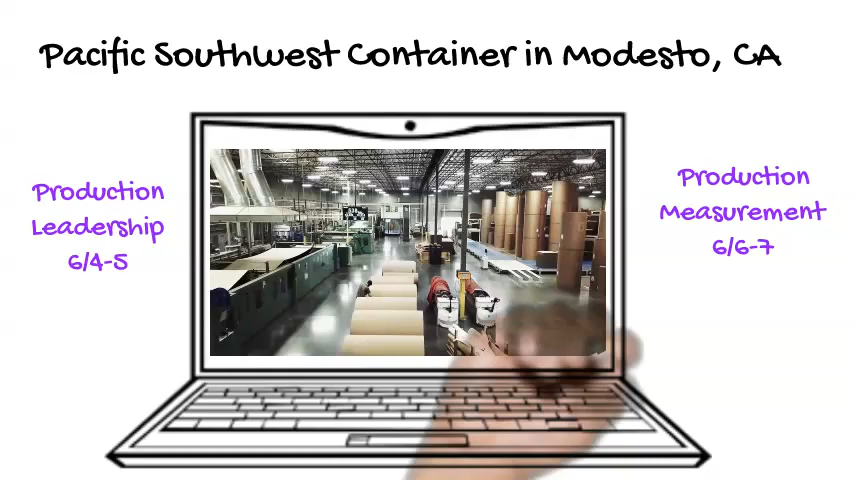 Pacific Southwest Container in Modesto, CA
Production
Leadership
6/4-5
Production
Measurement
6/6-7